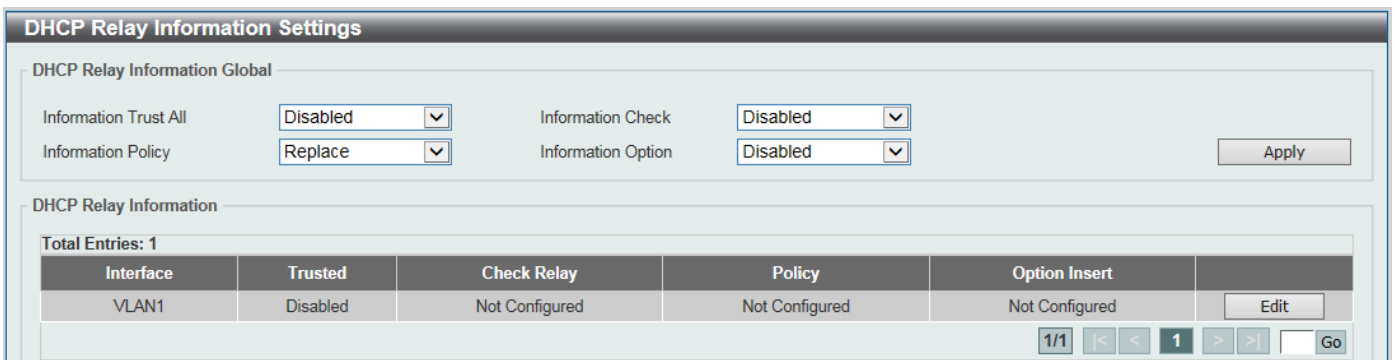 DHCP Relay Information Settings
DHCP Relay Information Global
Information Trust All Disabled Information Check Disabled
Information Policy Replace Information Option Disabled Apply
DHCP Relay Information
Total Entries: 1
Interface Trusted Check Relay Policy Option Insert
VLAN1 Disabled Not Configured Not Configured Not Configured Edit
1/1 |< < 1 > >| Go